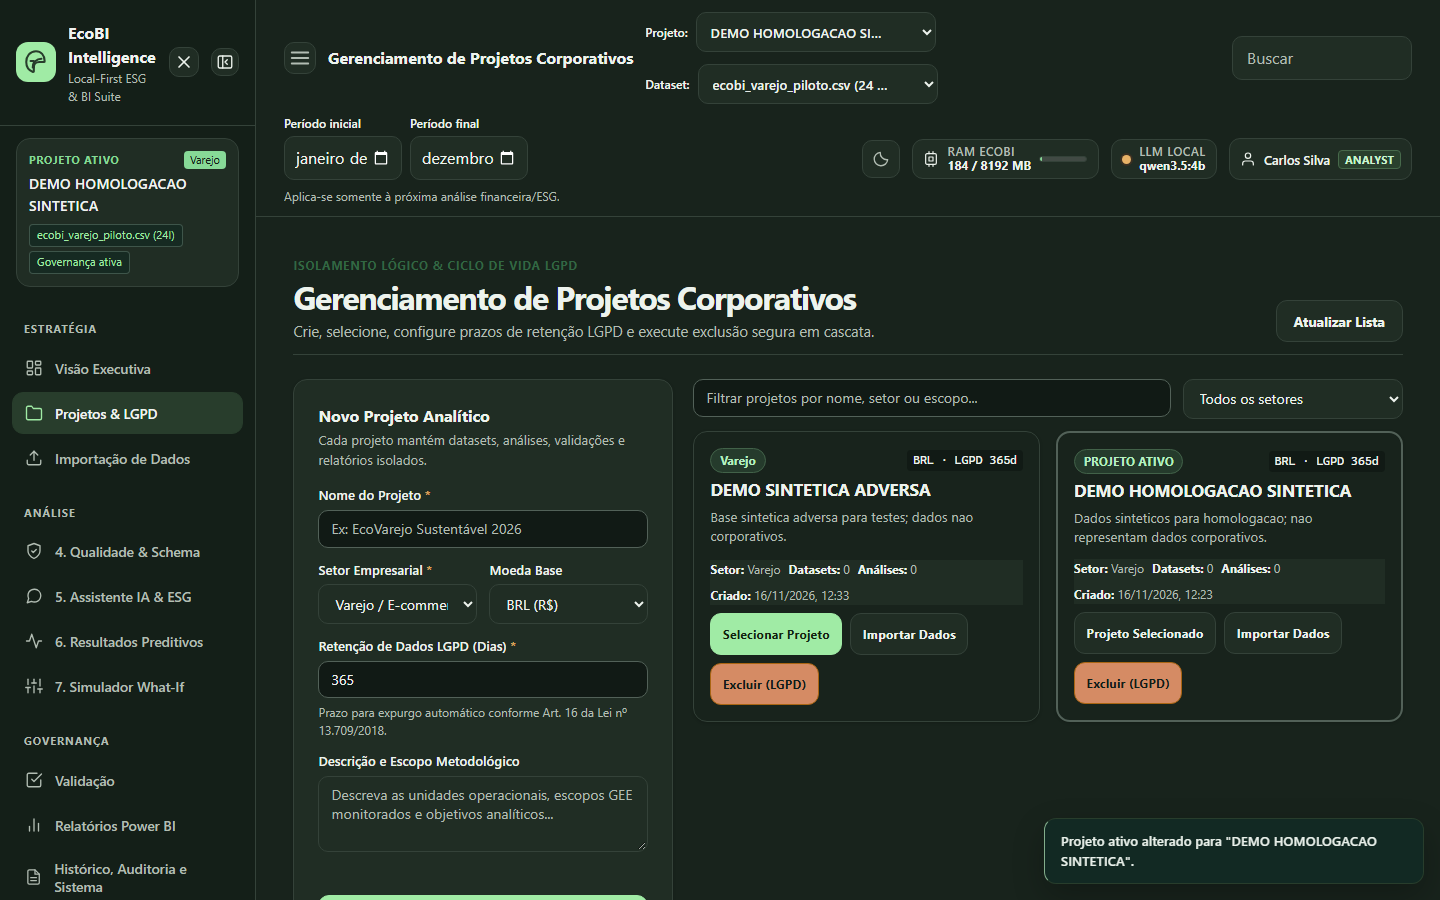 EcoBI
Intelligence
Local-First ESG
& BI Suite
PROJETO ATIVO
Varejo
DEMO HOMOLOGACAO
SINTETICA
ecobi_varejo_piloto.csv (24l)
Governança ativa
ESTRATÉGIA
Visão Executiva
Projetos & LGPD
Importação de Dados
ANÁLISE
4. Qualidade & Schema
5. Assistente IA & ESG
6. Resultados Preditivos
7. Simulador What-If
GOVERNANÇA
Validação
Relatórios Power BI
Histórico, Auditoria e
Sistema
Gerenciamento de Projetos Corporativos
Projeto:
DEMO HOMOLOGACAO SI...
Dataset:
ecobi_varejo_piloto.csv (24 ...
Buscar
Período inicial
Período final
janeiro de
dezembro
Aplica-se somente à próxima análise financeira/ESG.
RAM ECOBI
184 / 8192 MB
LLM LOCAL
qwen3.5:4b
Carlos Silva
ANALYST
ISOLAMENTO LÓGICO & CICLO DE VIDA LGPD
Gerenciamento de Projetos Corporativos
Crie, selecione, configure prazos de retenção LGPD e execute exclusão segura em cascata.
Atualizar Lista
Novo Projeto Analítico
Cada projeto mantém datasets, análises, validações e
relatórios isolados.
Nome do Projeto *
Ex: EcoVarejo Sustentável 2026
Setor Empresarial *
Moeda Base
Varejo / E-commer
BRL (R$)
Retenção de Dados LGPD (Dias) *
365
Prazo para expurgo automático conforme Art. 16 da Lei nº
13.709/2018.
Descrição e Escopo Metodológico
Descreva as unidades operacionais, escopos GEE
monitorados e objetivos analíticos...
Filtrar projetos por nome, setor ou escopo...
Todos os setores
Varejo
BRL · LGPD 365d
DEMO SINTETICA ADVERSA
Base sintetica adversa para testes; dados nao
corporativos.
Setor: Varejo Datasets: 0 Análises: 0
Criado: 16/11/2026, 12:33
Selecionar Projeto
Importar Dados
Excluir (LGPD)
PROJETO ATIVO
BRL · LGPD 365d
DEMO HOMOLOGACAO SINTETICA
Dados sinteticos para homologacao; nao
representam dados corporativos.
Setor: Varejo Datasets: 0 Análises: 0
Criado: 16/11/2026, 12:23
Projeto Selecionado
Importar Dados
Excluir (LGPD)
Projeto ativo alterado para "DEMO HOMOLOGACAO
SINTETICA".